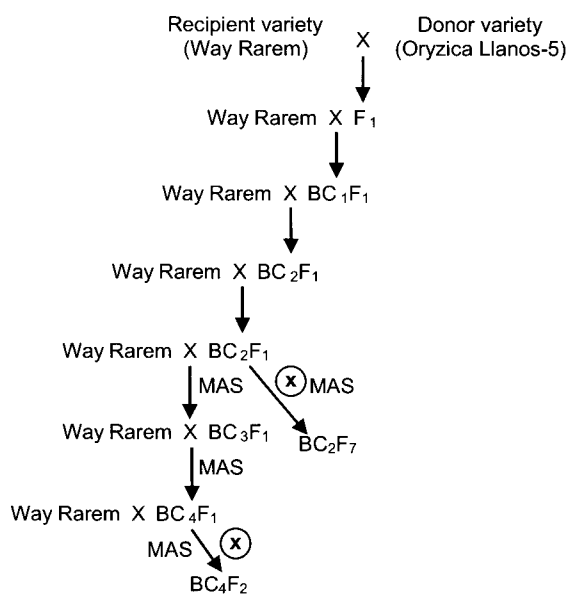 Recipient variety Donor variety
(Way Rarem) X (Oryzica Llanos-5)
Way Rarem X F1
Way Rarem X BC1F1
Way Rarem X BC2F1
Way Rarem X BC2F1
MAS X MAS
Way Rarem X BC3F1
BC2F7
MAS
Way Rarem X BC4F1
MAS X
BC4F2